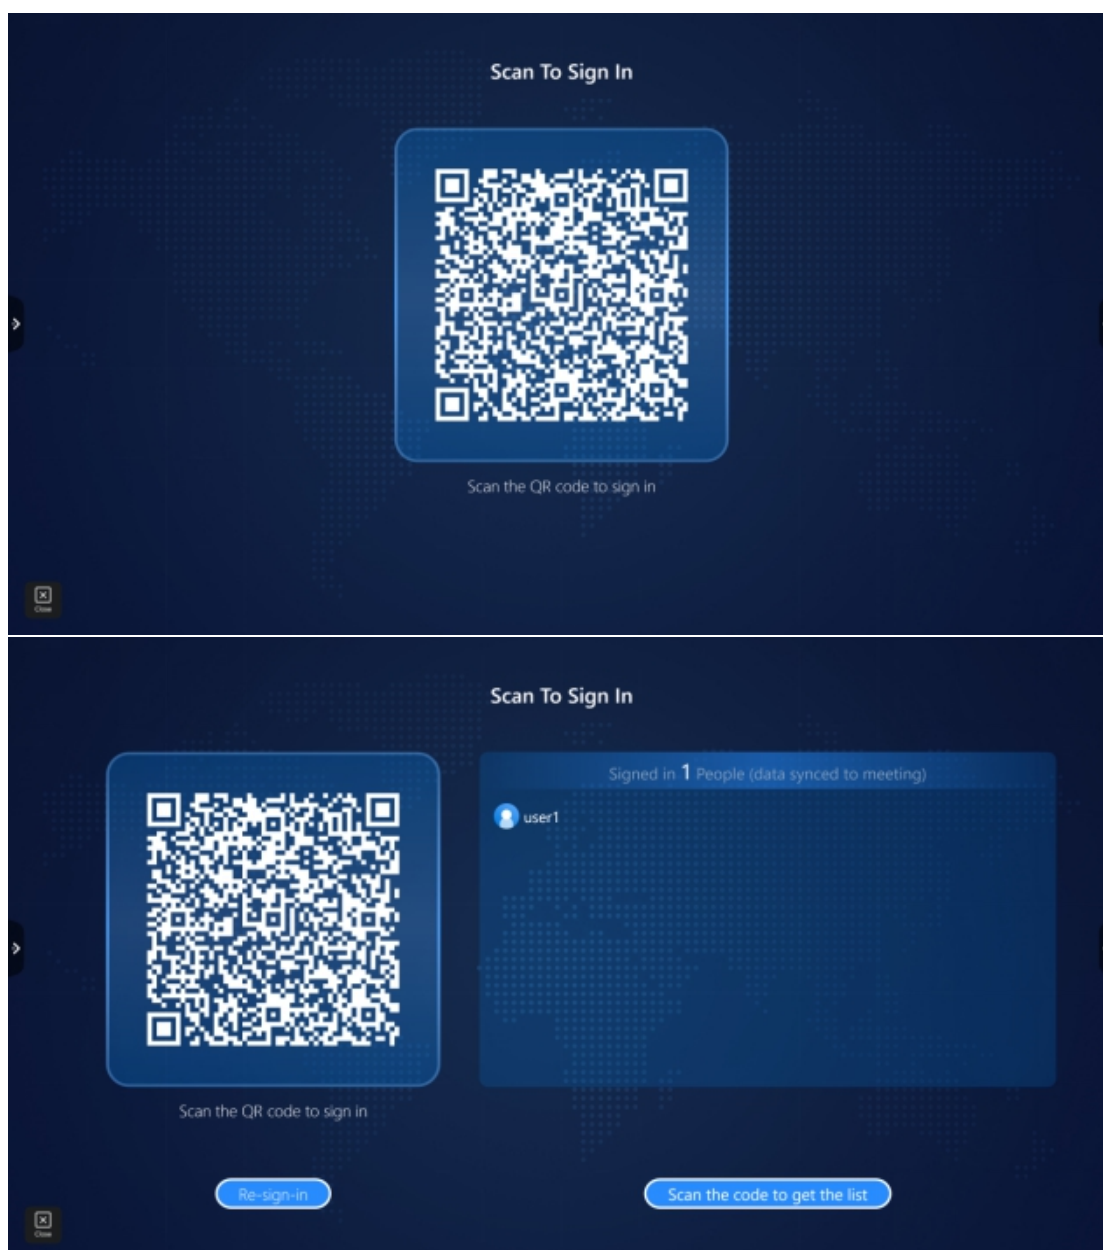 Scan To Sign In
Scan the QR code to sign in
Close
Scan To Sign In
Signed in 1 People (data synced to meeting)
user1
Scan the QR code to sign in
Re-sign-in
Scan the code to get the list
Close